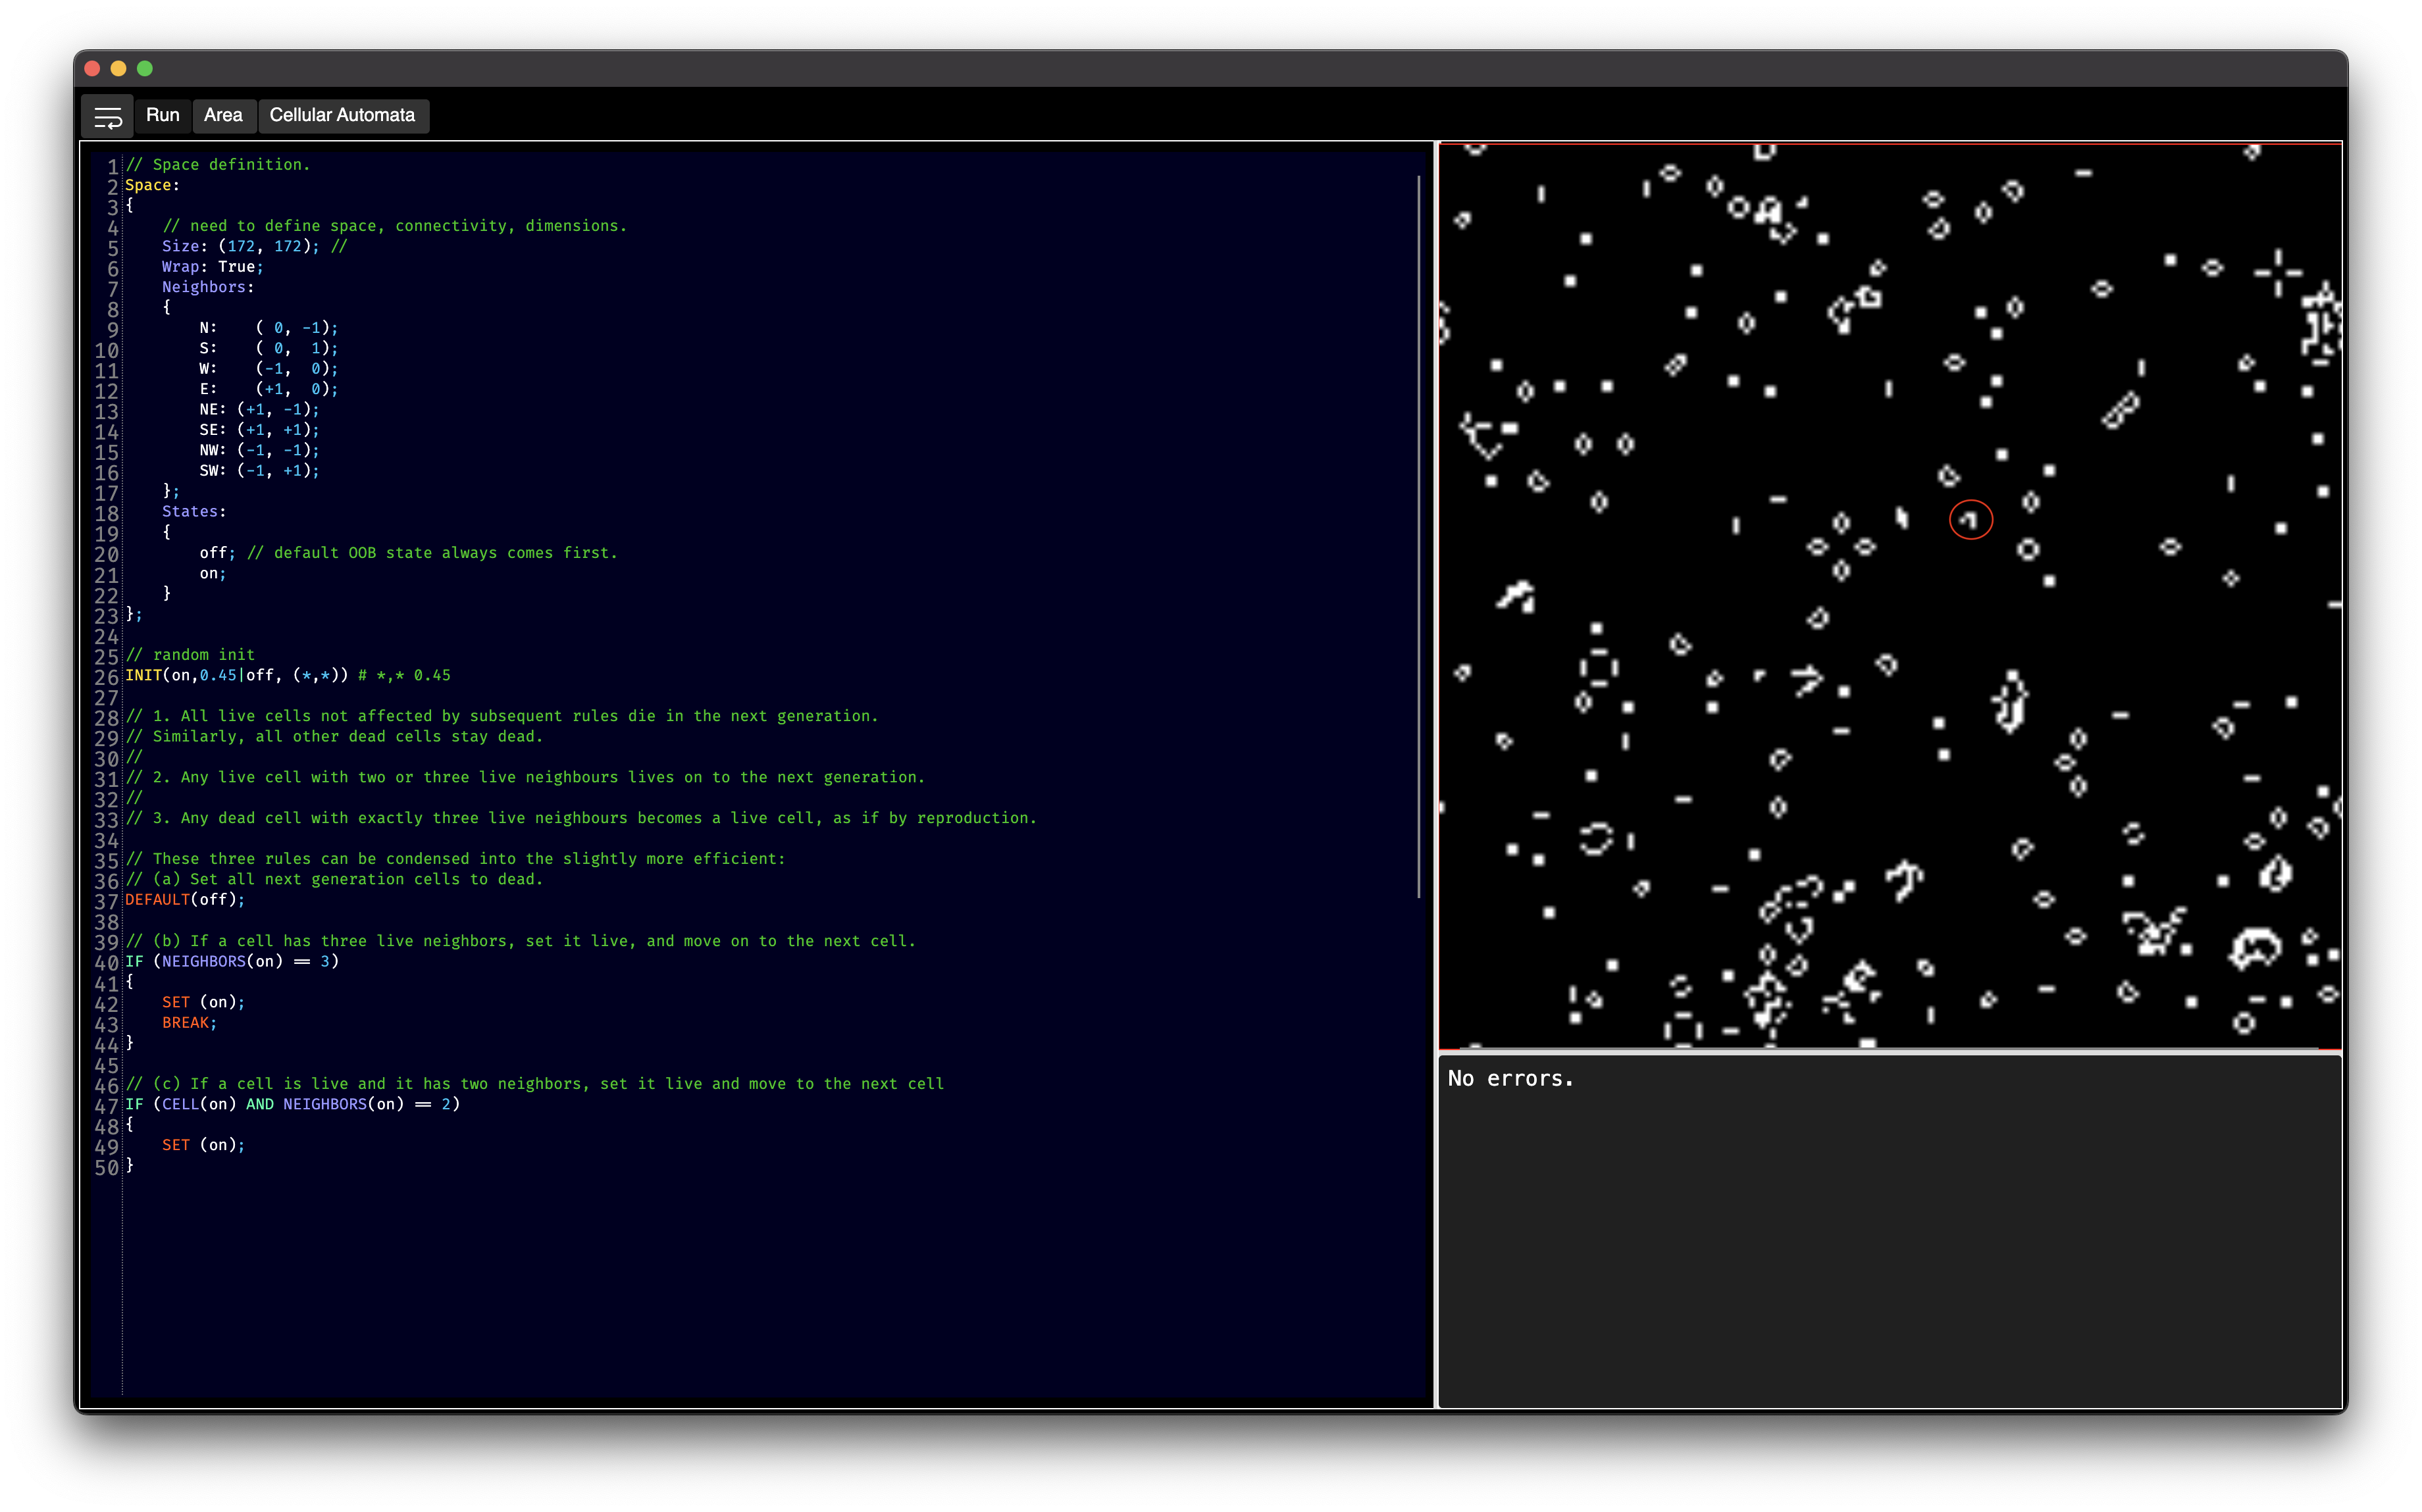 Run Area Cellular Automata
1 // Space definition.
2 Space:
3 {
4 // need to define space, connectivity, dimensions.
5 Size: (172, 172); //
6 Wrap: True;
7 Neighbors:
8 {
9 N: ( 0, -1);
10 S: ( 0, 1);
11 W: (-1, 0);
12 E: (+1, 0);
13 NE: (+1, -1);
14 SE: (+1, +1);
15 NW: (-1, -1);
16 SW: (-1, +1);
17 };
18 States:
19 {
20 off; // default OOB state always comes first.
21 on;
22 }
23 };
24
25 // random init
26 INIT(on,0.45|off, (*,*)) # *,* 0.45
27
28 // 1. All live cells not affected by subsequent rules die in the next generation.
29 // Similarly, all other dead cells stay dead.
30 //
31 // 2. Any live cell with two or three live neighbours lives on to the next generation.
32 //
33 // 3. Any dead cell with exactly three live neighbours becomes a live cell, as if by reproduction.
34
35 // These three rules can be condensed into the slightly more efficient:
36 // (a) Set all next generation cells to dead.
37 DEFAULT(off);
38
39 // (b) If a cell has three live neighbors, set it live, and move on to the next cell.
40 IF (NEIGHBORS(on) == 3)
41 {
42 SET (on);
43 BREAK;
44 }
45
46 // (c) If a cell is live and it has two neighbors, set it live and move to the next cell
47 IF (CELL(on) AND NEIGHBORS(on) == 2)
48 {
49 SET (on);
50 }
No errors.